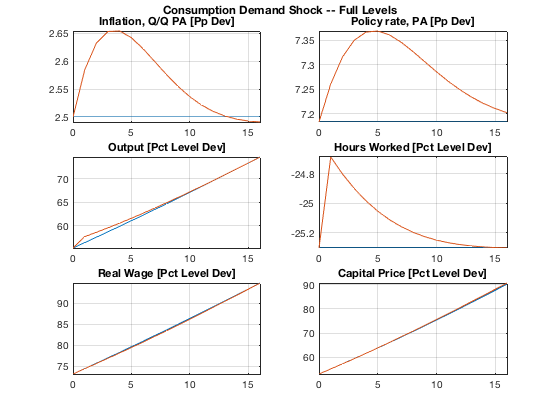 Consumption Demand Shock -- Full Levels
Inflation, Q/Q PA [Pp Dev]
2.65
2.6
2.55
2.5
0 5 10 15
Policy rate, PA [Pp Dev]
7.35
7.3
7.25
7.2
0 5 10 15
Output [Pct Level Dev]
70
65
60
0 5 10 15
Hours Worked [Pct Level Dev]
-24.8
-25
-25.2
0 5 10 15
Real Wage [Pct Level Dev]
90
85
80
75
0 5 10 15
Capital Price [Pct Level Dev]
90
80
70
60
0 5 10 15